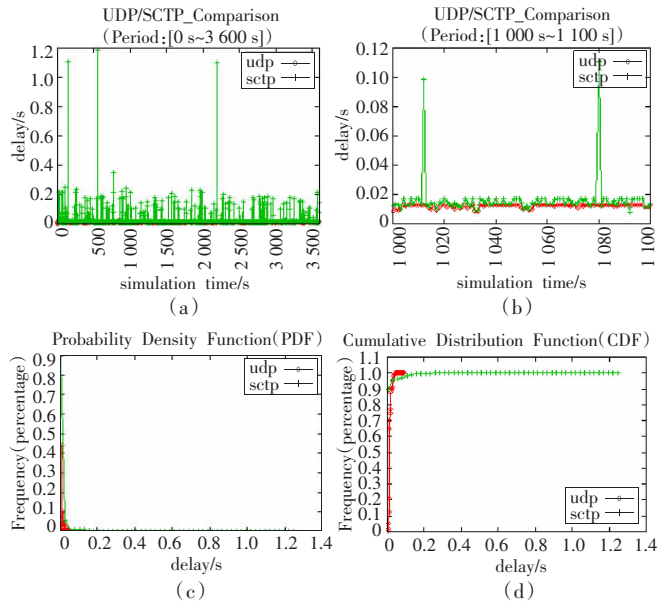 UDP/SCTP_Comparison
(Period:[0 s~3 600 s])
udp
sctp
delay/s
1.2
1.0
0.8
0.6
0.4
0.2
0
0
500
1 000
1 500
2 000
2 500
3 000
3 500
simulation time/s
(a)
UDP/SCTP_Comparison
(Period:[1 000 s~1 100 s])
udp
sctp
delay/s
0.12
0.10
0.08
0.06
0.04
0.02
0
1 000
1 020
1 040
1 060
1 080
1 100
simulation time/s
(b)
Probability Density Function(PDF)
udp
sctp
Frequency(percentage)
0.9
0.8
0.7
0.6
0.5
0.4
0.3
0.2
0.1
0
0
0.2
0.4
0.6
0.8
1.0
1.2
1.4
delay/s
(c)
Cumulative Distribution Function(CDF)
Frequency(percentage)
1.1
1.0
0.9
0.8
0.7
0.6
0.5
0.4
0.3
0.2
0.1
0
udp
sctp
0
0.2
0.4
0.6
0.8
1.0
1.2
1.4
delay/s
(d)